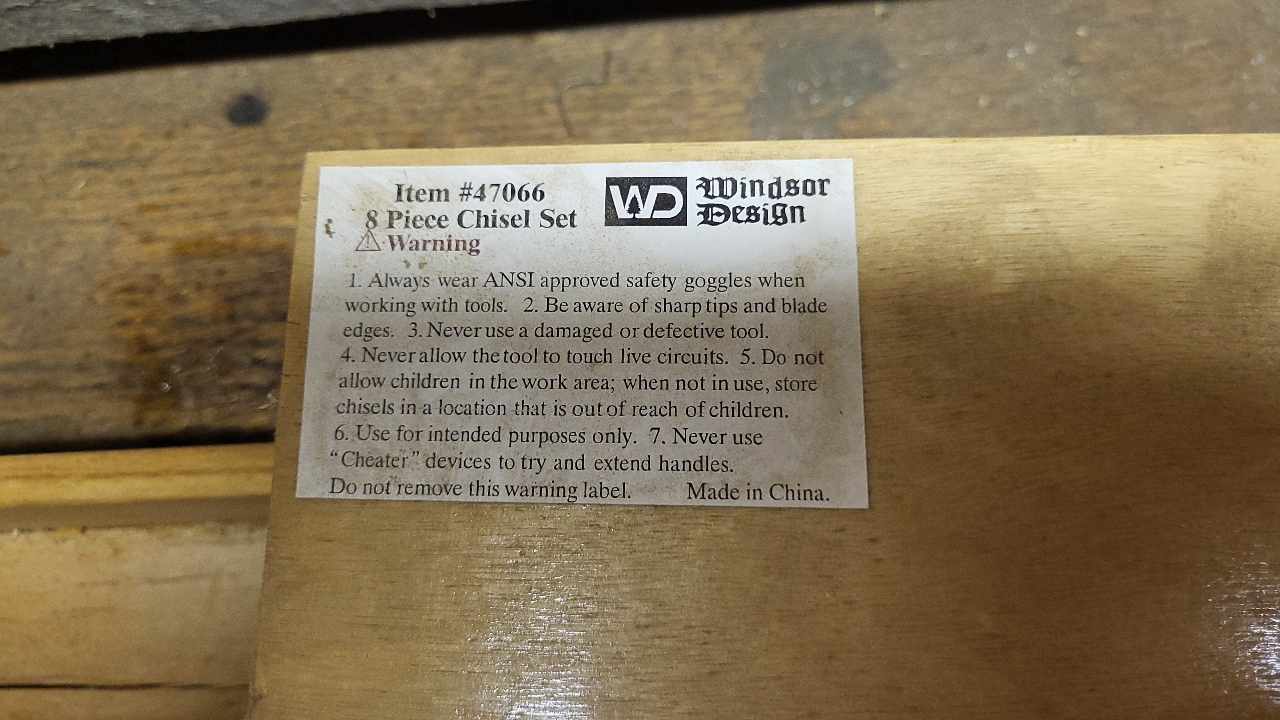 Item #47066
8 Piece Chisel Set
Warning
WD Windsor
Design
1. Always wear ANSI approved safety goggles when
working with tools. 2. Be aware of sharp tips and blade
edges. 3. Never use a damaged or defective tool.
4. Never allow the tool to touch live circuits. 5. Do not
allow children in the work area; when not in use, store
chisels in a location that is out of reach of children.
6. Use for intended purposes only. 7. Never use
“Cheater” devices to try and extend handles.
Do not remove this warning label. Made in China.